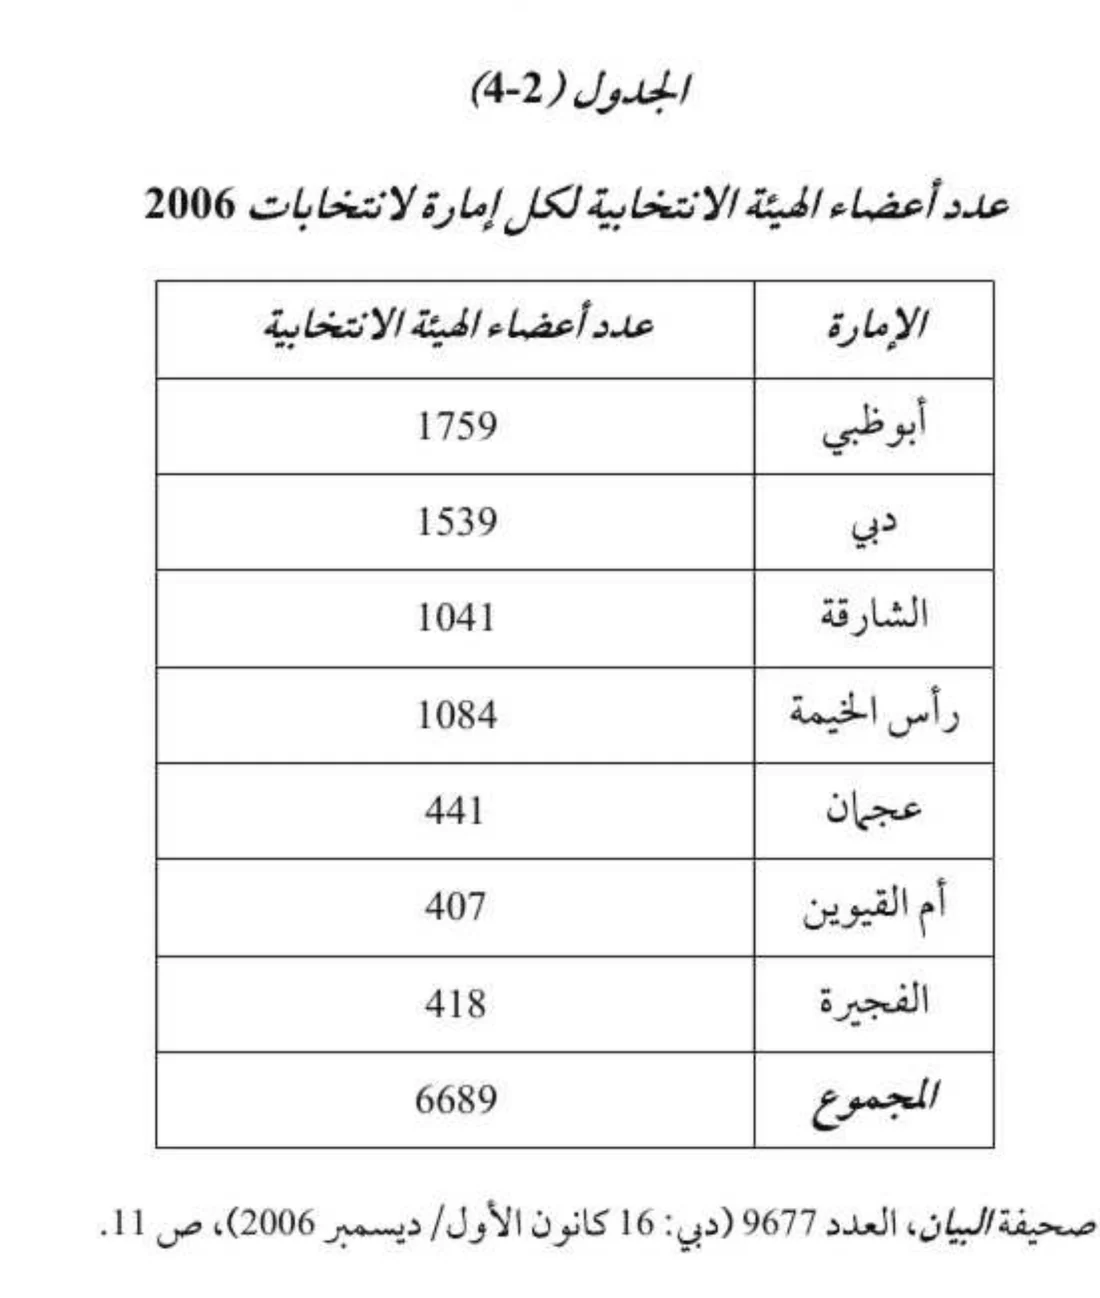 الجدول (2-4)
عدد أعضاء الهيئة الانتخابية لكل إمارة لانتخابات 2006
الإمارة عدد أعضاء الهيئة الانتخابية
أبوظبي 1759
دبي 1539
الشارقة 1041
رأس الخيمة 1084
عجمان 441
أم القيوين 407
الفجيرة 418
المجموع 6689
صحيفة البيان، العدد 9677 (دبي: 16 كانون الأول/ ديسمبر 2006)، ص 11.